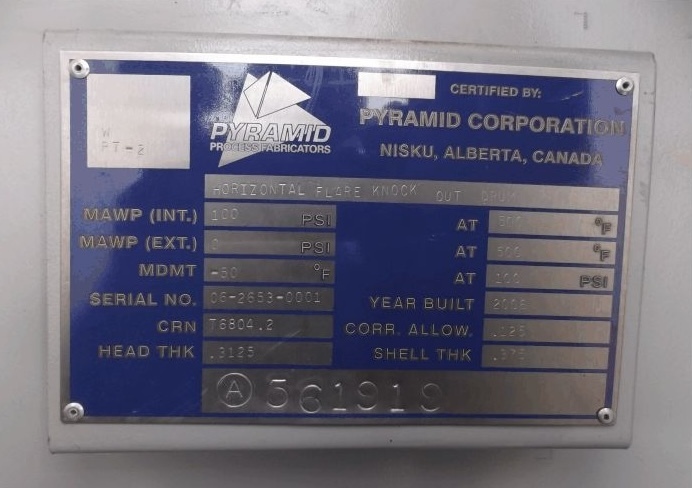 W
PT-2
PYRAMID
PROCESS FABRICATORS
CERTIFIED BY:
PYRAMID CORPORATION
NISKU, ALBERTA, CANADA
HORIZONTAL FLARE KNOCK OUT DRUM
MAWP (INT.) 100 PSI AT 500 °F
MAWP (EXT.) 0 PSI AT 500 °F
MDMT -50 °F AT 100 PSI
SERIAL NO. 06-2653-0001 YEAR BUILT 2006
CRN T6804.2 CORR. ALLOW. .125
HEAD THK .3125 SHELL THK .375
A 561919